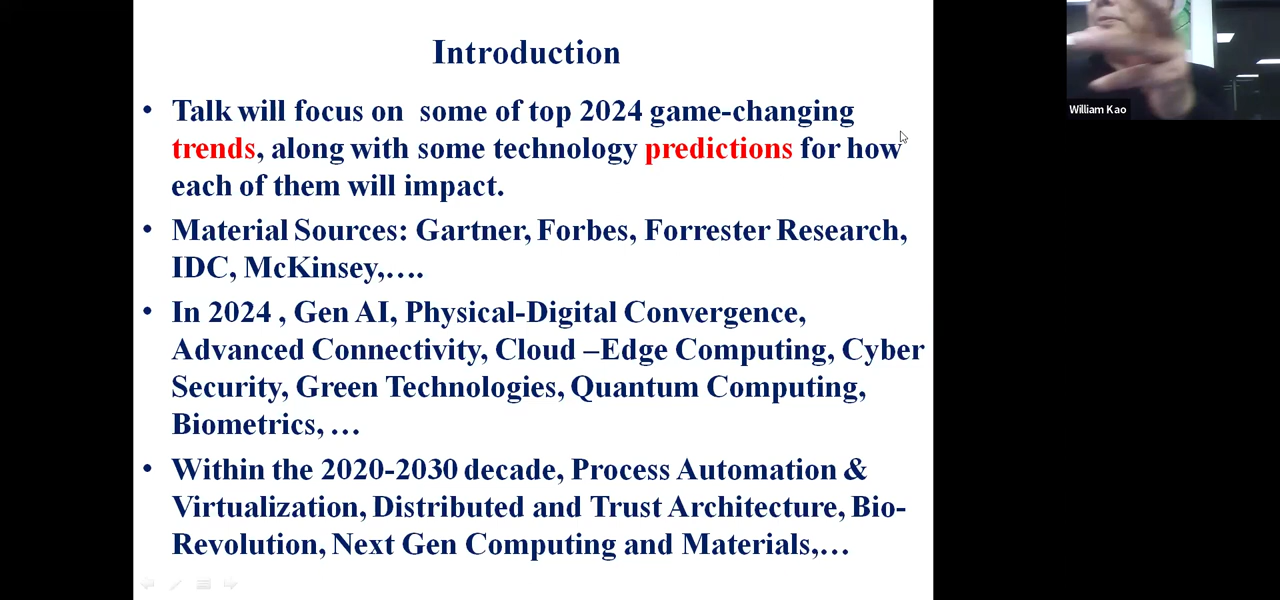 Introduction
• Talk will focus on some of top 2024 game-changing
trends, along with some technology predictions for how
each of them will impact.
• Material Sources: Gartner, Forbes, Forrester Research,
IDC, McKinsey,….
• In 2024 , Gen AI, Physical-Digital Convergence,
Advanced Connectivity, Cloud –Edge Computing, Cyber
Security, Green Technologies, Quantum Computing,
Biometrics, …
• Within the 2020-2030 decade, Process Automation &
Virtualization, Distributed and Trust Architecture, Bio-
Revolution, Next Gen Computing and Materials,…
William Kao